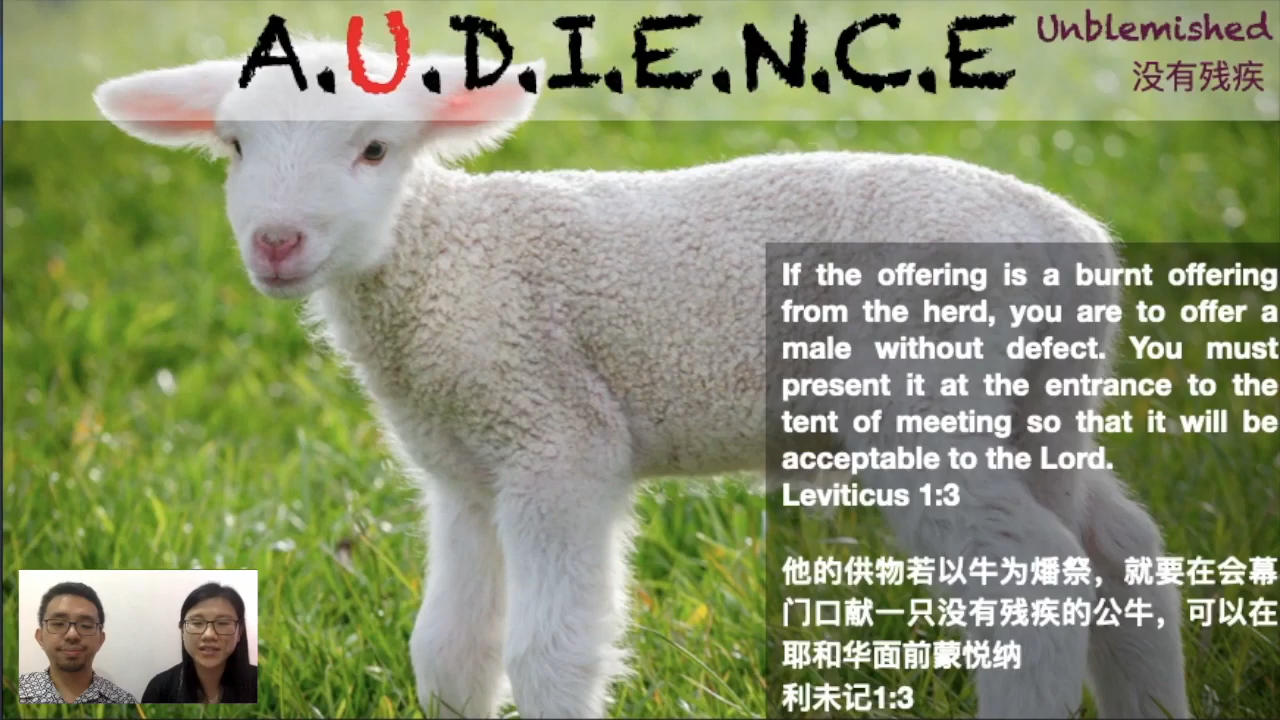 A.U.D.I.E.N.C.E
Unblemished
没有残疾
If the offering is a burnt offering
from the herd, you are to offer a
male without defect. You must
present it at the entrance to the
tent of meeting so that it will be
acceptable to the Lord.
Leviticus 1:3
他的供物若以牛为燔祭，就要在会幕
门口献一只没有残疾的公牛，可以在
耶和华面前蒙悦纳
利未记1:3